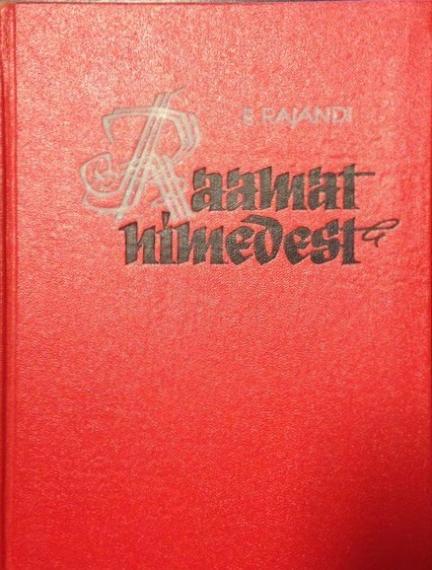 E. RAJANDI
Raamat
nimedest